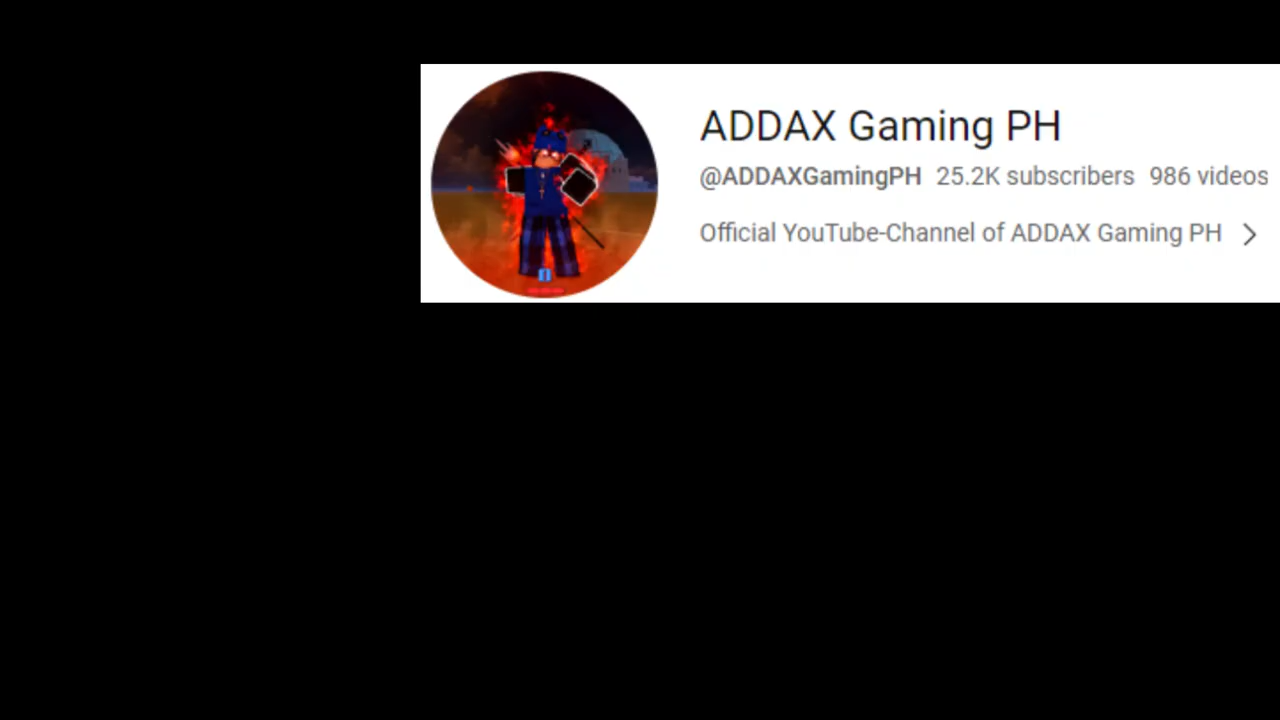 ADDAX Gaming PH
@ADDAXGamingPH 25.2K subscribers 986 videos
Official YouTube-Channel of ADDAX Gaming PH